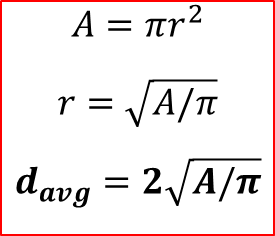 A = πr²
r = √A/π
d_avg = 2√A/π